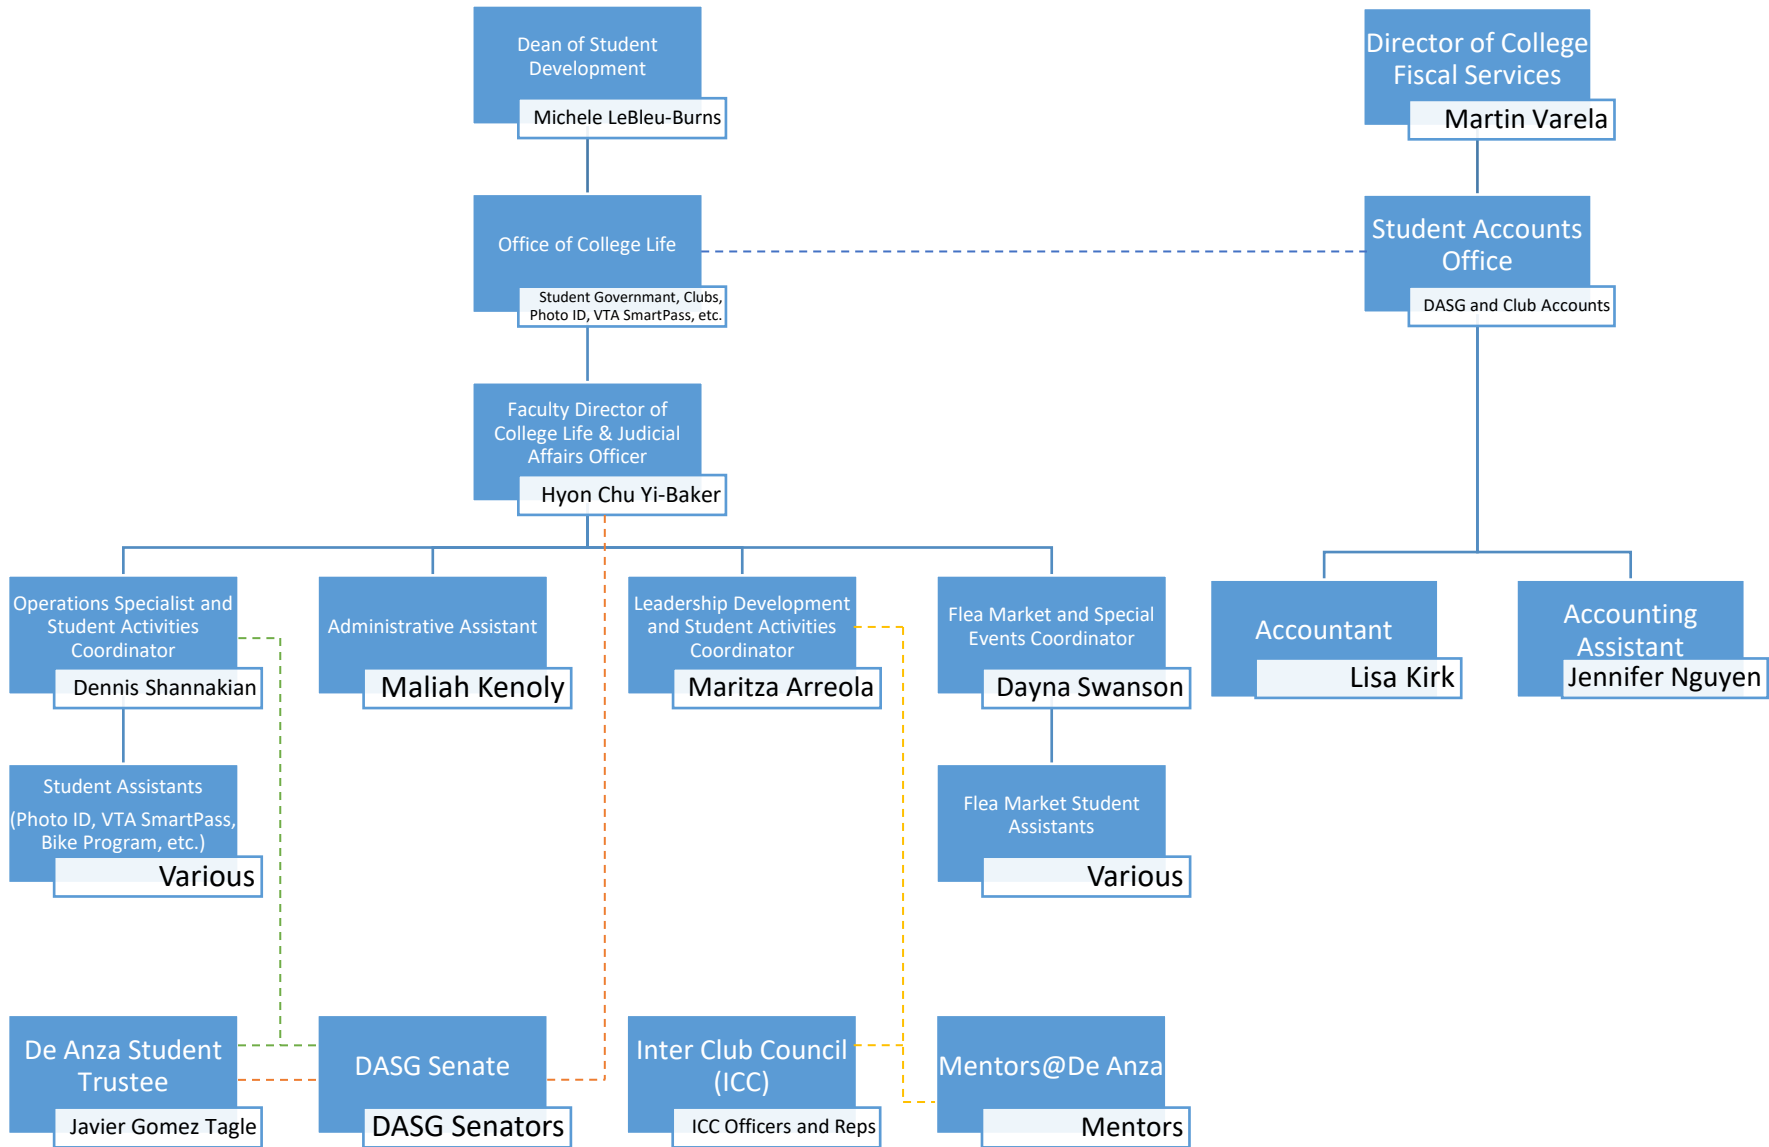 Dean of Student
Development
Michele LeBleu-Burns
Director of College
Fiscal Services
Martin Varela
Office of College Life
Student Governmant, Clubs,
Photo ID, VTA SmartPass, etc.
Student Accounts
Office
DASG and Club Accounts
Faculty Director of
College Life & Judicial
Affairs Officer
Hyon Chu Yi-Baker
Operations Specialist and
Student Activities
Coordinator
Dennis Shannakian
Administrative Assistant
Maliah Kenoly
Leadership Development
and Student Activities
Coordinator
Maritza Arreola
Flea Market and Special
Events Coordinator
Dayna Swanson
Accountant
Lisa Kirk
Accounting
Assistant
Jennifer Nguyen
Student Assistants
(Photo ID, VTA SmartPass,
Bike Program, etc.)
Various
Flea Market Student
Assistants
Various
De Anza Student
Trustee
Javier Gomez Tagle
DASG Senate
DASG Senators
Inter Club Council
(ICC)
ICC Officers and Reps
Mentors@De Anza
Mentors